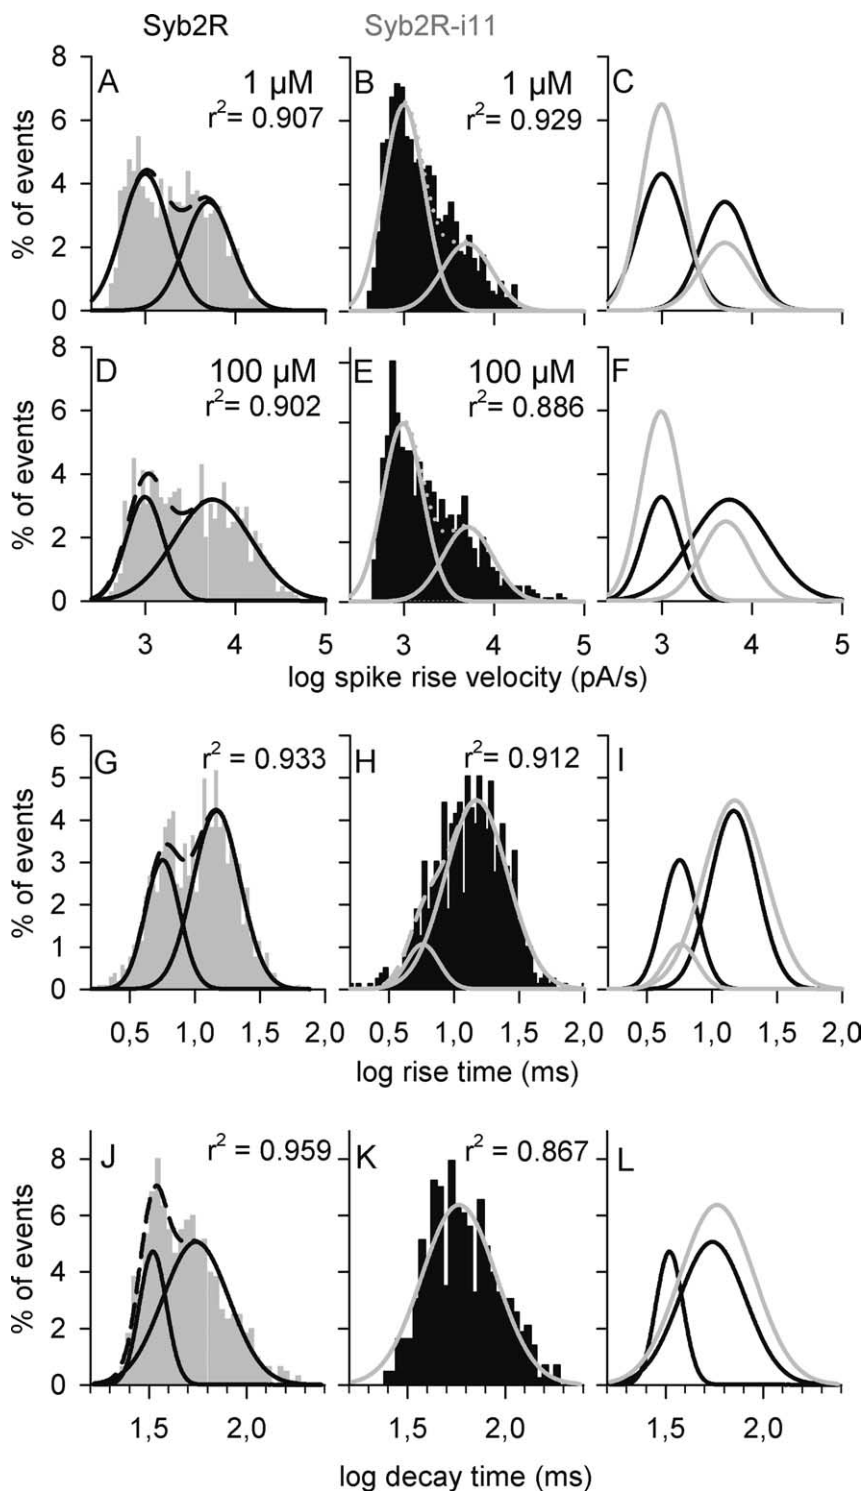 Syb2R Syb2R-i11
A 1 µM B 1 µM C
r² = 0.907 r² = 0.929
% of events
8
6
4
2
0
D 100 µM E 100 µM F
r² = 0.902 r² = 0.886
% of events
8
6
4
2
0
3 4 5 3 4 5 3 4 5
log spike rise velocity (pA/s)
G r² = 0.933 H r² = 0.912 I
% of events
6
5
4
3
2
1
0
0,5 1,0 1,5 2,0 0,5 1,0 1,5 2,0 0,5 1,0 1,5 2,0
log rise time (ms)
J r² = 0.959 K r² = 0.867 L
% of events
8
6
4
2
0
1,5 2,0 1,5 2,0 1,5 2,0
log decay time (ms)